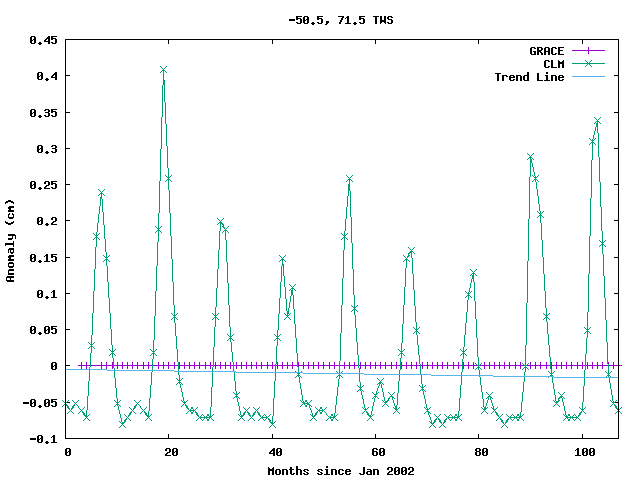 -50.5, 71.5 TWS
0.45
GRACE
0.4
CLM
Trend Line
0.35
0.3
0.25
0.2
0.15
0.1
0.05
0
-0.05
-0.1
Anomaly (cm)
0 20 40 60 80 100
Months since Jan 2002